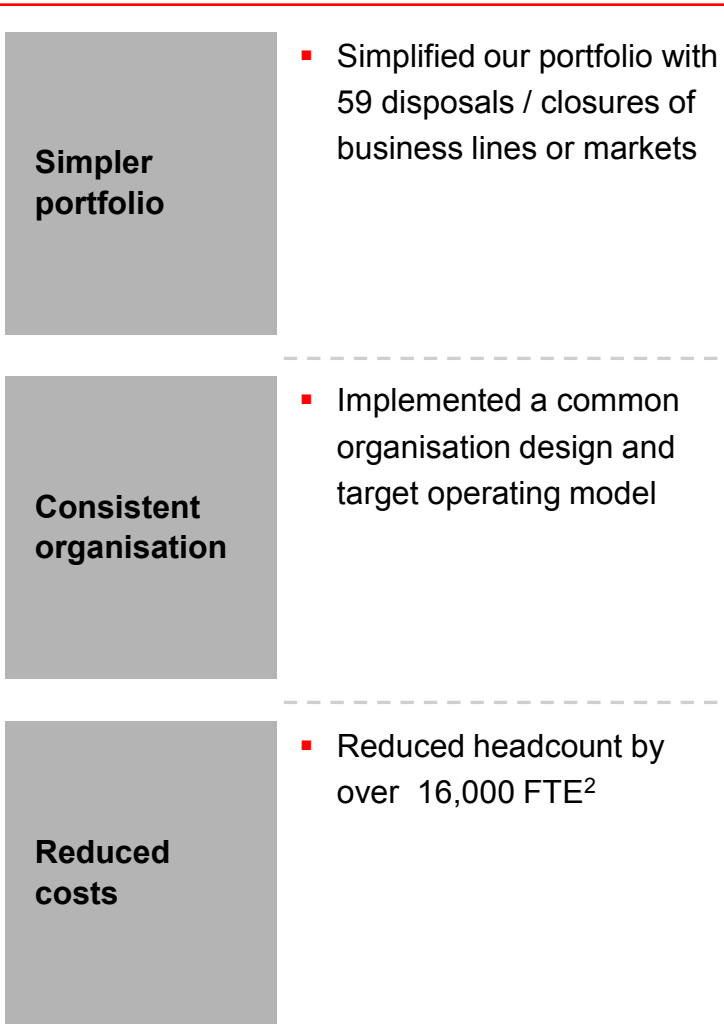 Simpler
portfolio
▪ Simplified our portfolio with
59 disposals / closures of
business lines or markets
Consistent
organisation
▪ Implemented a common
organisation design and
target operating model
Reduced
costs
▪ Reduced headcount by
over  16,000 FTE²